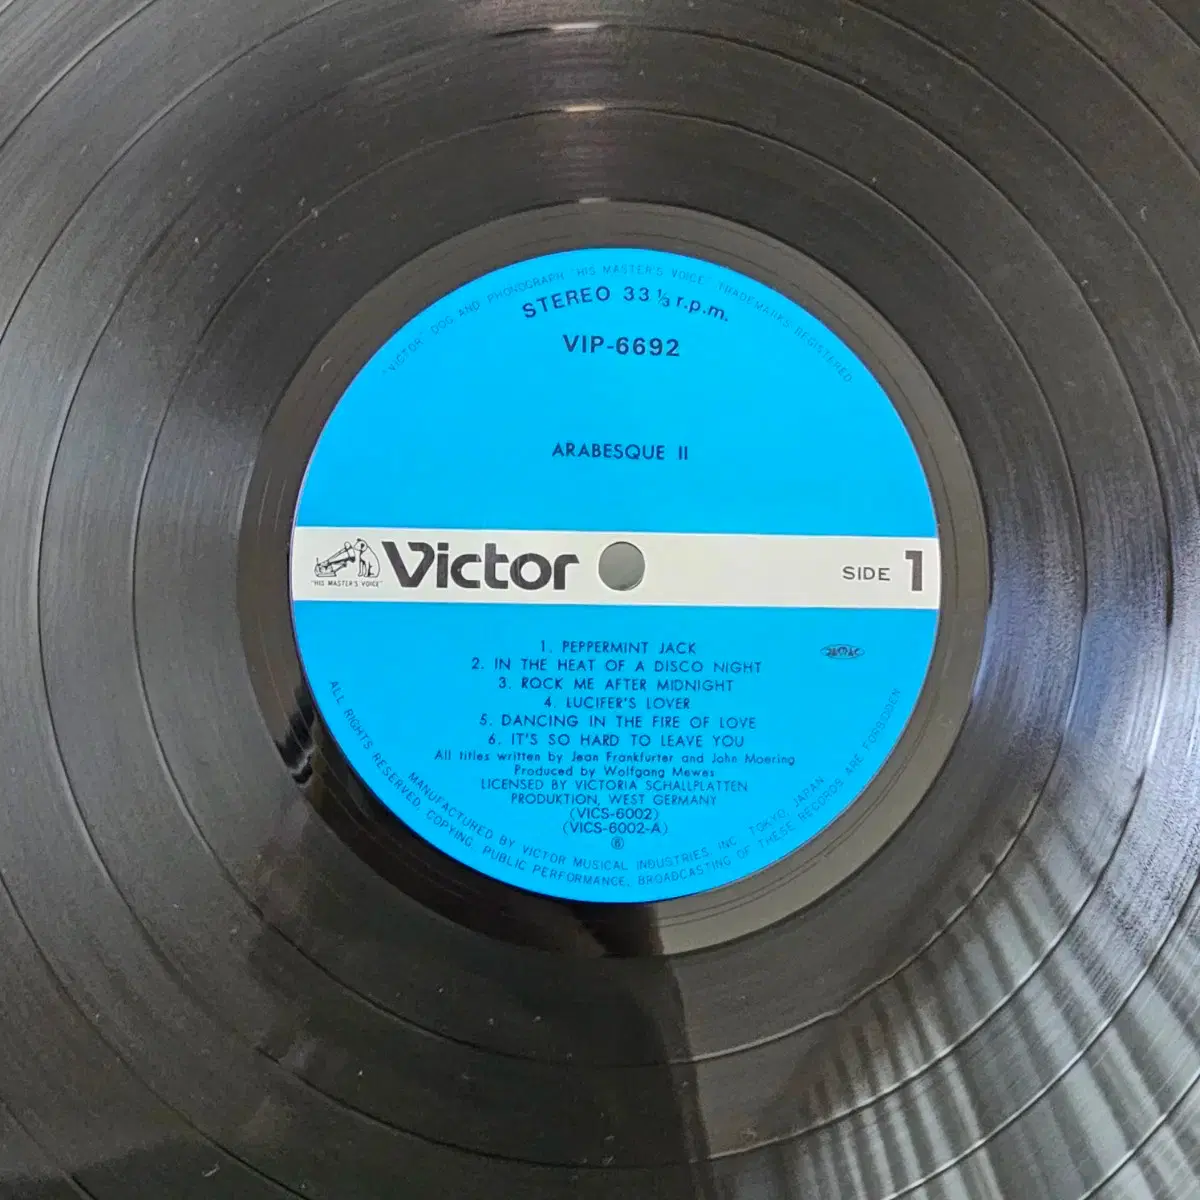 "VICTOR" "DOG AND PHONOGRAPH" "HIS MASTER'S VOICE" TRADEMARKS REGISTERED
STEREO 33 1/3 r.p.m.
VIP-6692
ARABESQUE II
"HIS MASTER'S VOICE"
Victor
SIDE 1
1. PEPPERMINT JACK
JASRAC
2. IN THE HEAT OF A DISCO NIGHT
3. ROCK ME AFTER MIDNIGHT
4. LUCIFER'S LOVER
5. DANCING IN THE FIRE OF LOVE
6. IT'S SO HARD TO LEAVE YOU
All titles written by Jean Frankfurter and John Moering
Produced by Wolfgang Mewes
LICENSED BY VICTORIA SCHALLPLATTEN
PRODUKTION, WEST GERMANY
(VICS-6002)
(VICS-6002-A)
⑥
MANUFACTURED BY VICTOR MUSICAL INDUSTRIES, INC. TOKYO, JAPAN
ALL RIGHTS RESERVED. COPYING, PUBLIC PERFORMANCE, BROADCASTING OF THESE RECORDS ARE FORBIDDEN